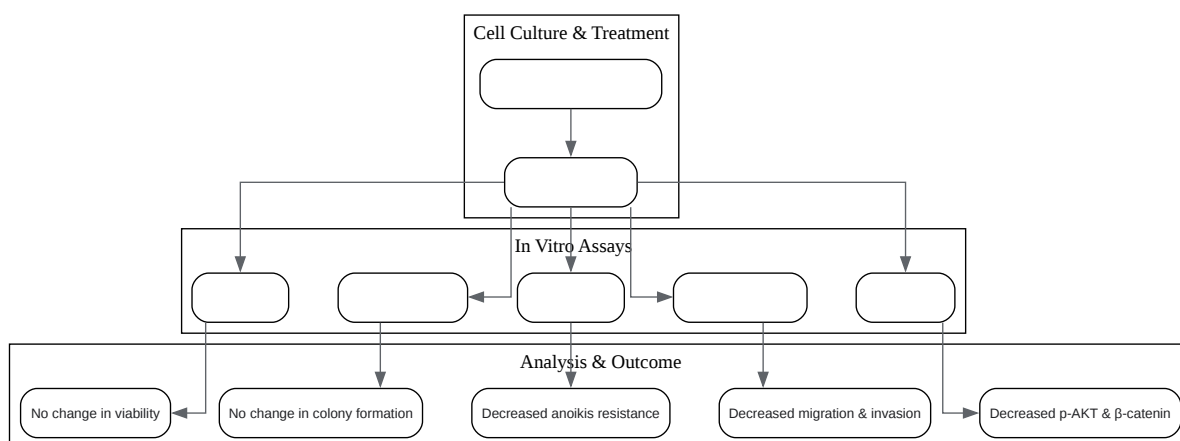 Cell Culture & Treatment
In Vitro Assays
Analysis & Outcome
No change in viability
No change in colony formation
Decreased anoikis resistance
Decreased migration & invasion
Decreased p-AKT & β-catenin